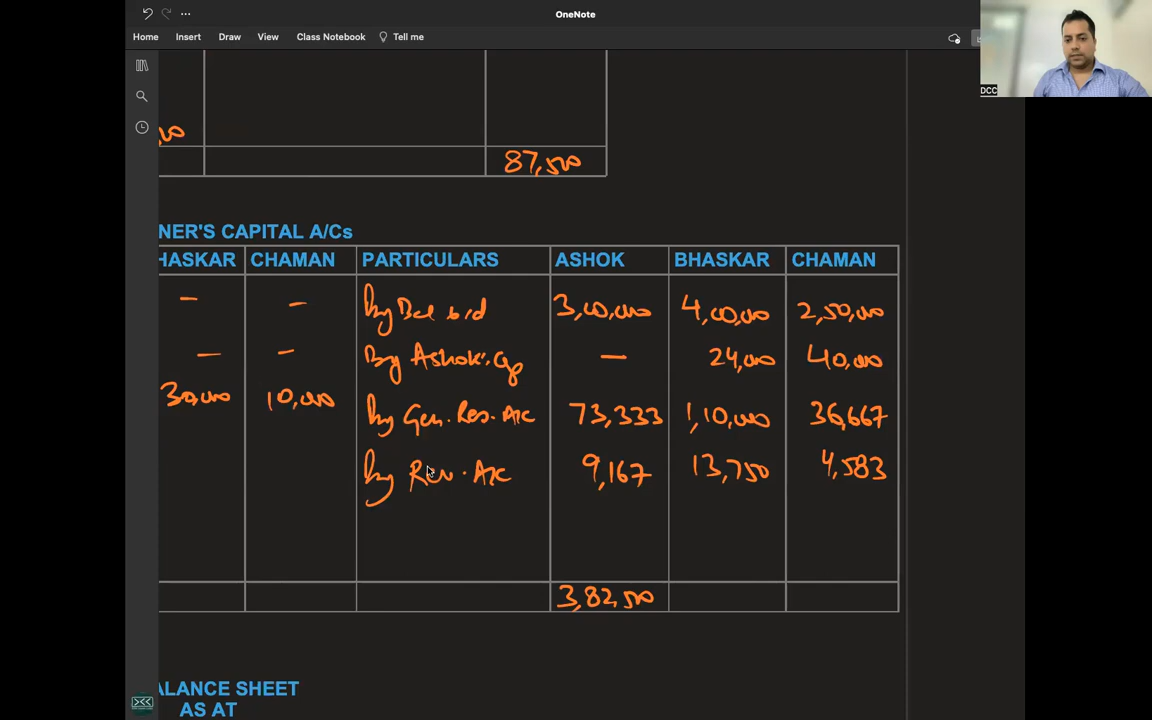 OneNote
Home Insert Draw View Class Notebook Tell me
DCC
87,500
NER'S CAPITAL A/Cs
HASKAR CHAMAN PARTICULARS ASHOK BHASKAR CHAMAN
- - By Bal b/d 3,00,000 4,00,000 2,50,000
- - By Ashok's Cap - 24,000 40,000
30,000 10,000 By Gen. Res. A/c 73,333 1,10,000 36,667
By Rev. A/c 9,167 13,750 4,583
3,82,500
ALANCE SHEET
AS AT